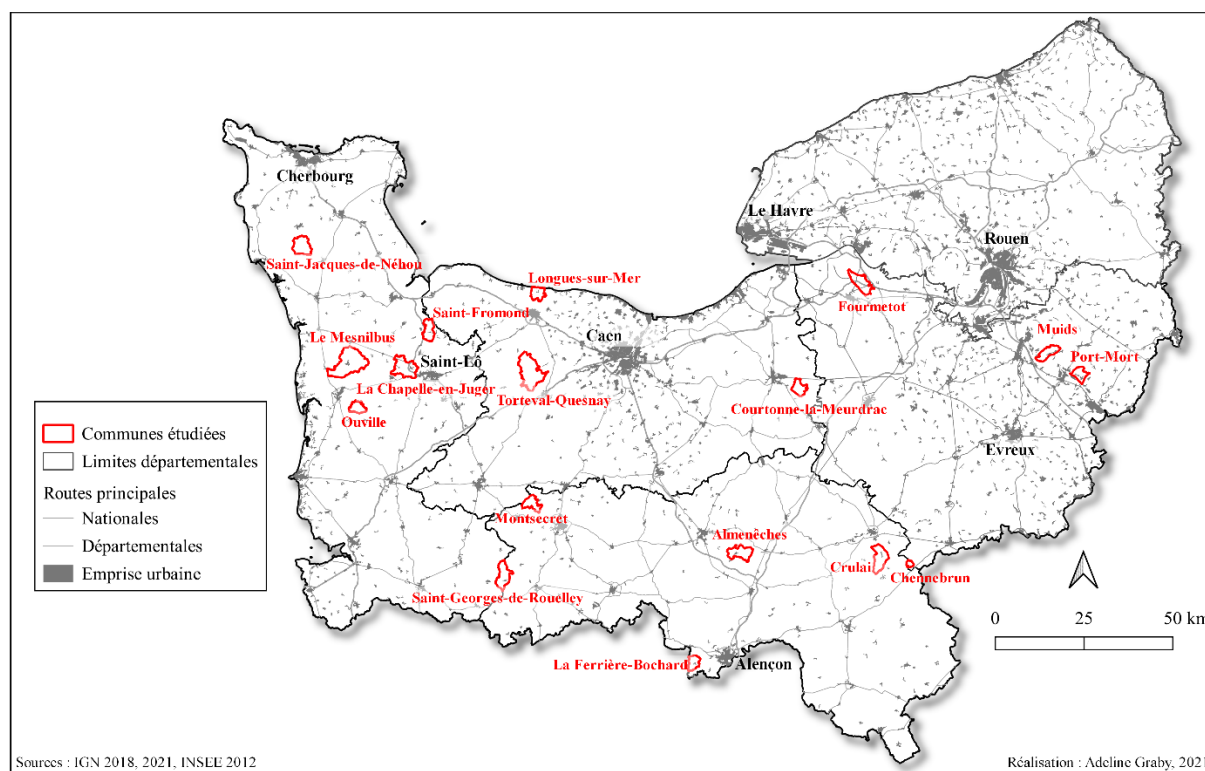 Cherbourg
Le Havre
Rouen
Saint-Jacques-de-Néhou
Longues-sur-Mer
Fourmetot
Saint-Fromond
Caen
Muids
Le Mesnilbus
Saint-Lô
Port-Mort
La Chapelle-en-Juger
Torteval-Quesnay
Courtonne-la-Meurdrac
Ouville
Evreux
Communes étudiées
Limites départementales
Routes principales
Nationales
Départementales
Emprise urbaine
Montsecret
Almenêches
Crulai
Chennebrun
Saint-Georges-de-Rouelley
0 25 50 km
La Ferrière-Bochard
Alençon
Sources : IGN 2018, 2021, INSEE 2012
Réalisation : Adeline Graby, 2021